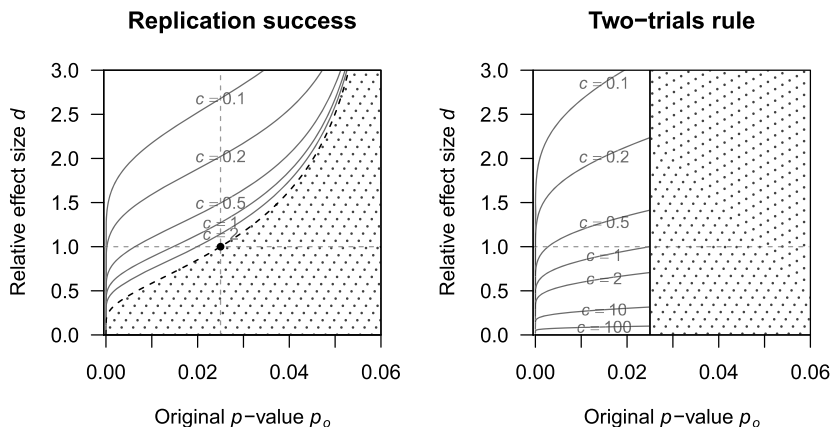 Replication success
Relative effect size d
3.0
2.5
2.0
1.5
1.0
0.5
0.0
c = 0.1
c = 0.2
c = 0.5
c = 1
c = 2
0.00
0.02
0.04
0.06
Original p−value pₒ
Two−trials rule
Relative effect size d
3.0
2.5
2.0
1.5
1.0
0.5
0.0
c = 0.1
c = 0.2
c = 0.5
c = 1
c = 2
c = 10
c = 100
0.00
0.02
0.04
0.06
Original p−value pₒ